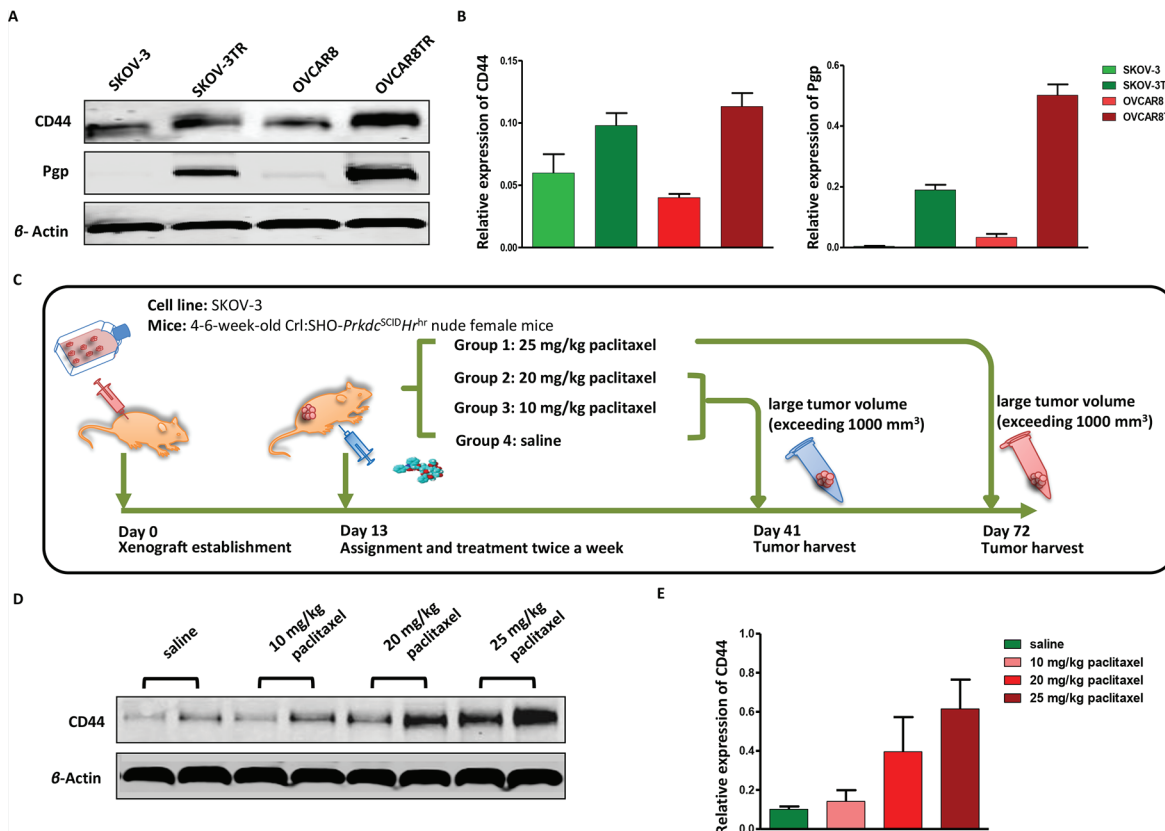 A
SKOV-3
SKOV-3TR
OVCAR8
OVCAR8TR
CD44
Pgp
β- Actin
B
Relative expression of CD44
0.15
0.10
0.05
0.00
Relative expression of Pgp
0.6
0.4
0.2
0.0
SKOV-3
SKOV-3T
OVCAR8
OVCAR8T
C
Cell line: SKOV-3
Mice: 4-6-week-old Crl:SHO-PrkdcSCIDHrhr nude female mice
Group 1: 25 mg/kg paclitaxel
Group 2: 20 mg/kg paclitaxel
Group 3: 10 mg/kg paclitaxel
Group 4: saline
large tumor volume
(exceeding 1000 mm³)
large tumor volume
(exceeding 1000 mm³)
Day 0
Xenograft establishment
Day 13
Assignment and treatment twice a week
Day 41
Tumor harvest
Day 72
Tumor harvest
D
saline
10 mg/kg
paclitaxel
20 mg/kg
paclitaxel
25 mg/kg
paclitaxel
CD44
β-Actin
E
Relative expression of CD44
1.0
0.8
0.6
0.4
0.2
0.0
saline
10 mg/kg paclitaxel
20 mg/kg paclitaxel
25 mg/kg paclitaxel